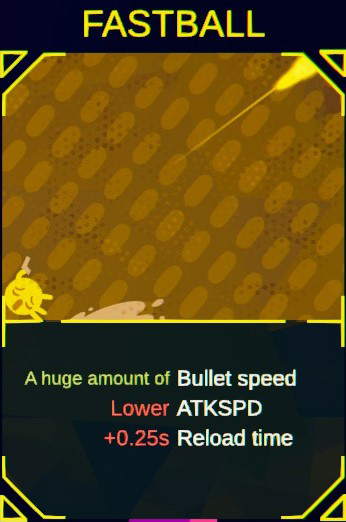 FASTBALL
A huge amount of Bullet speed
Lower ATKSPD
+0.25s Reload time